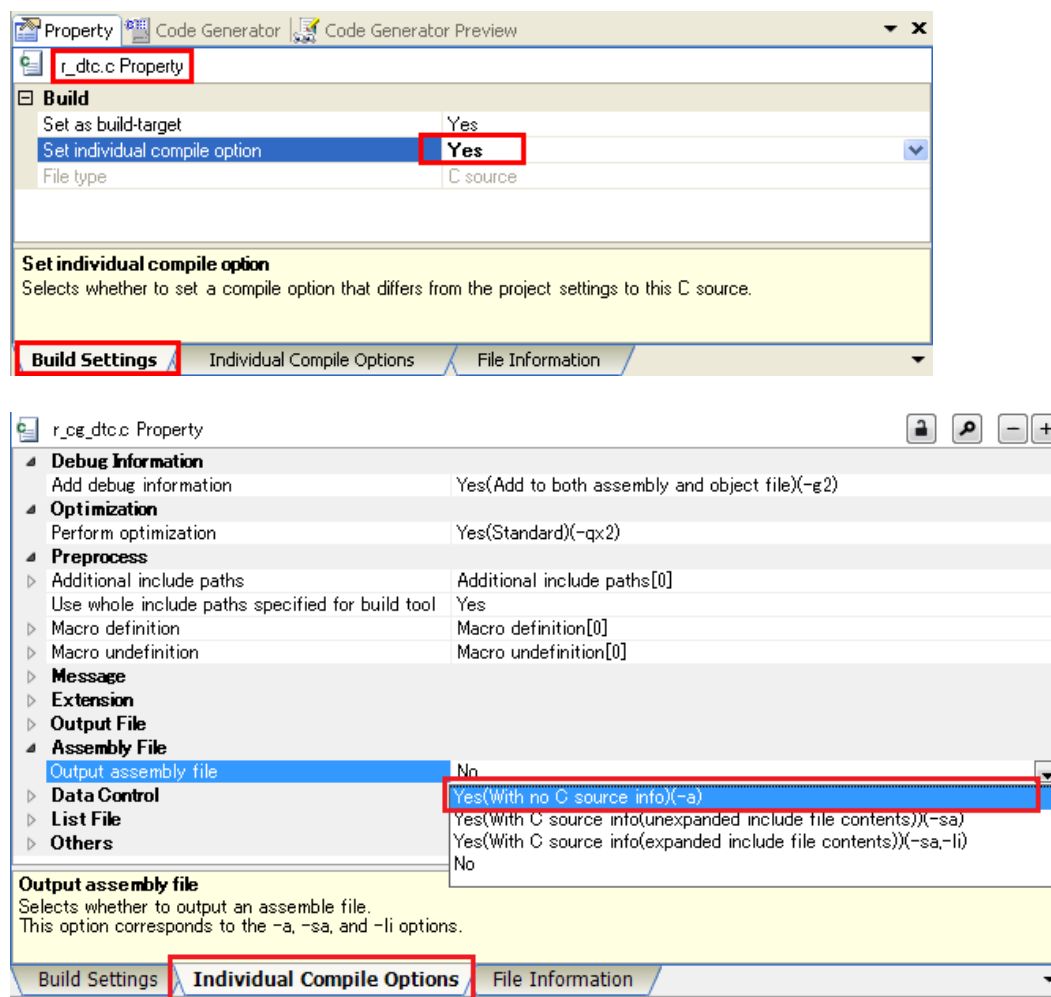 Property Code Generator Code Generator Preview
r_dtc.c Property
Build
Set as build-target Yes
Set individual compile option Yes
File type C source
Set individual compile option
Selects whether to set a compile option that differs from the project settings to this C source.
Build Settings Individual Compile Options File Information
r_cg_dtc.c Property
Debug Information
Add debug information Yes(Add to both assembly and object file)(-g2)
Optimization
Perform optimization Yes(Standard)(-qx2)
Preprocess
Additional include paths Additional include paths[0]
Use whole include paths specified for build tool Yes
Macro definition Macro definition[0]
Macro undefinition Macro undefinition[0]
Message
Extension
Output File
Assembly File
Output assembly file No
Data Control Yes(With no C source info)(-a)
List File Yes(With C source info(unexpanded include file contents))(-sa)
Others Yes(With C source info(expanded include file contents))(-sa,-li)
No
Output assembly file
Selects whether to output an assemble file.
This option corresponds to the -a, -sa, and -li options.
Build Settings Individual Compile Options File Information